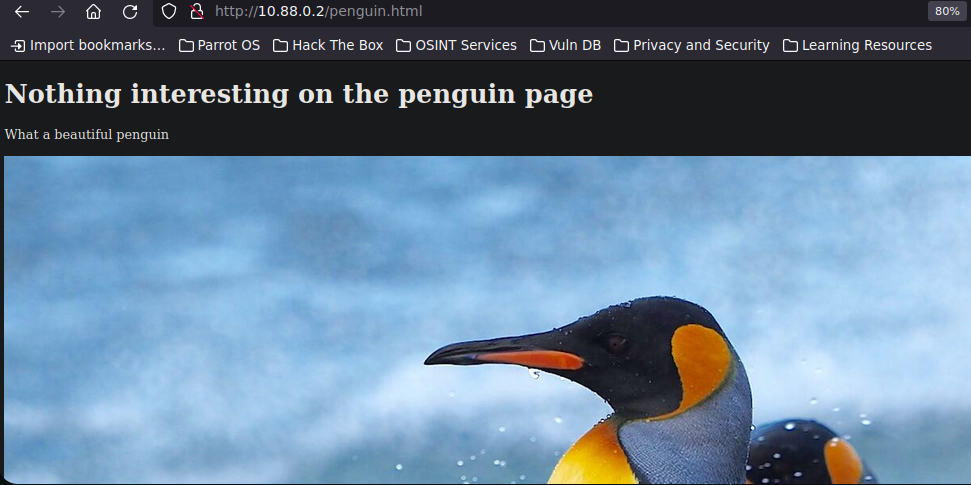 http://10.88.0.2/penguin.html 80%
Import bookmarks… Parrot OS Hack The Box OSINT Services Vuln DB Privacy and Security Learning Resources
Nothing interesting on the penguin page
What a beautiful penguin